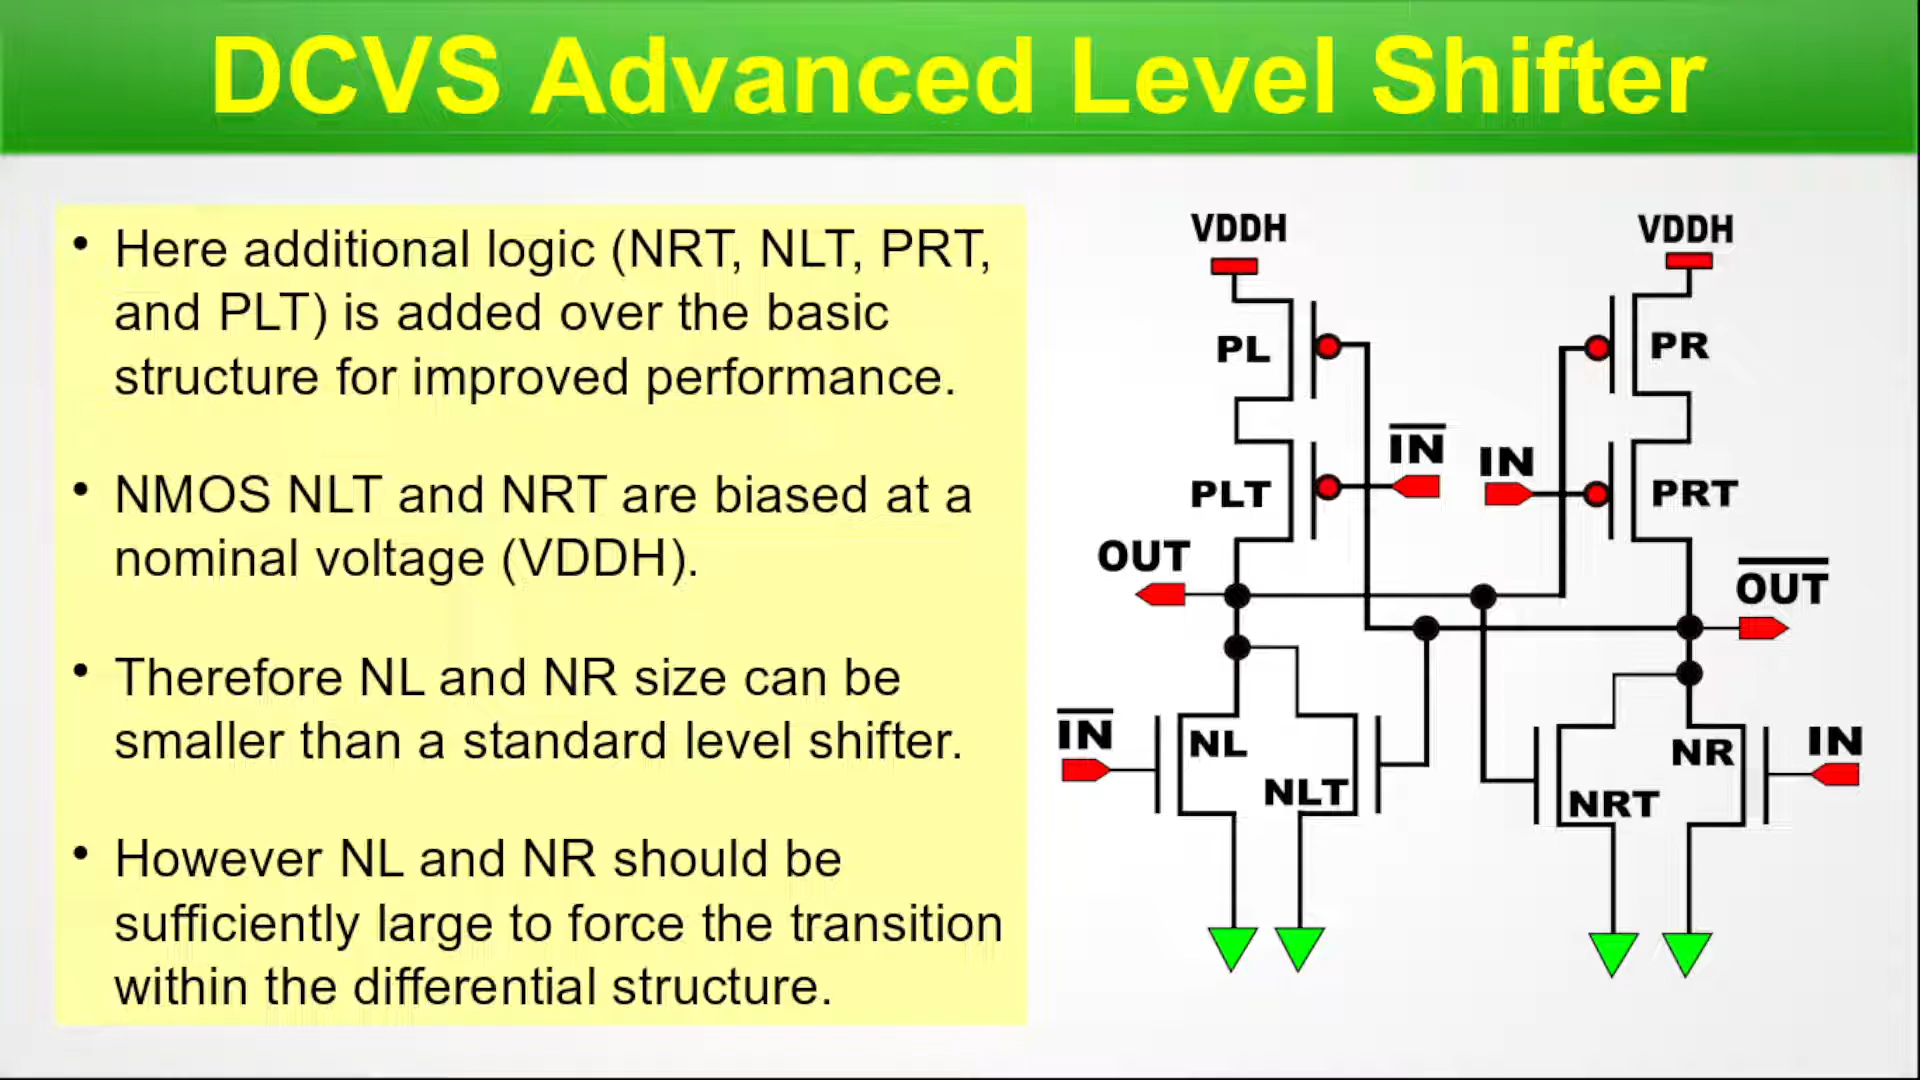 DCVS Advanced Level Shifter
• Here additional logic (NRT, NLT, PRT,
and PLT) is added over the basic
structure for improved performance.
• NMOS NLT and NRT are biased at a
nominal voltage (VDDH).
• Therefore NL and NR size can be
smaller than a standard level shifter.
• However NL and NR should be
sufficiently large to force the transition
within the differential structure.
VDDH
VDDH
PL
PR
I̅N̅
IN
PLT
PRT
OUT
O̅U̅T̅
I̅N̅
NL
NLT
NRT
NR
IN